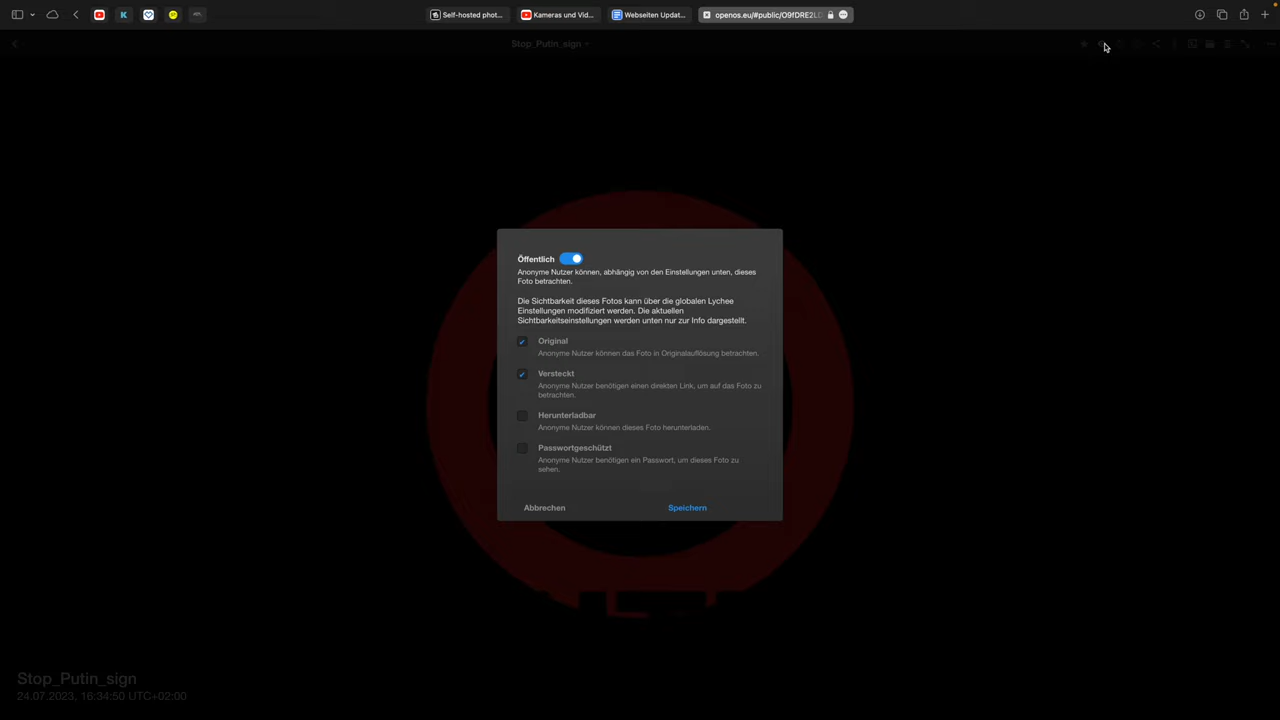 Self-hosted phot...
Kameras und Vid...
Webseiten Updat...
openos.eu/#public/O9fDRE2LD
Stop_Putin_sign
Öffentlich
Anonyme Nutzer können, abhängig von den Einstellungen unten, dieses
Foto betrachten.
Die Sichtbarkeit dieses Fotos kann über die globalen Lychee
Einstellungen modifiziert werden. Die aktuellen
Sichtbarkeitseinstellungen werden unten nur zur Info dargestellt.
Original
Anonyme Nutzer können das Foto in Originalauflösung betrachten.
Versteckt
Anonyme Nutzer benötigen einen direkten Link, um auf das Foto zu
betrachten.
Herunterladbar
Anonyme Nutzer können dieses Foto herunterladen.
Passwortgeschützt
Anonyme Nutzer benötigen ein Passwort, um dieses Foto zu
sehen.
Abbrechen
Speichern
Stop_Putin_sign
24.07.2023, 16:34:50 UTC+02:00